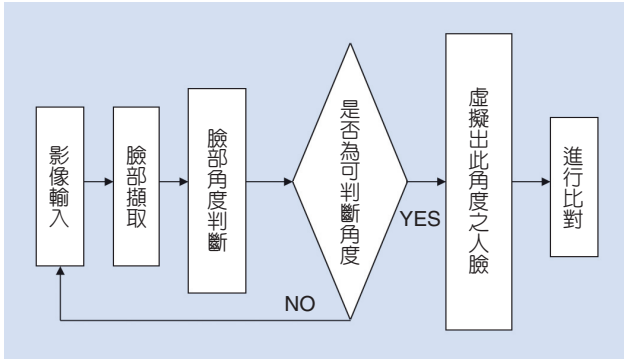 影像輸入
臉部擷取
臉部角度判斷
是否為可判斷角度
YES
NO
虛擬出此角度之人臉
進行比對